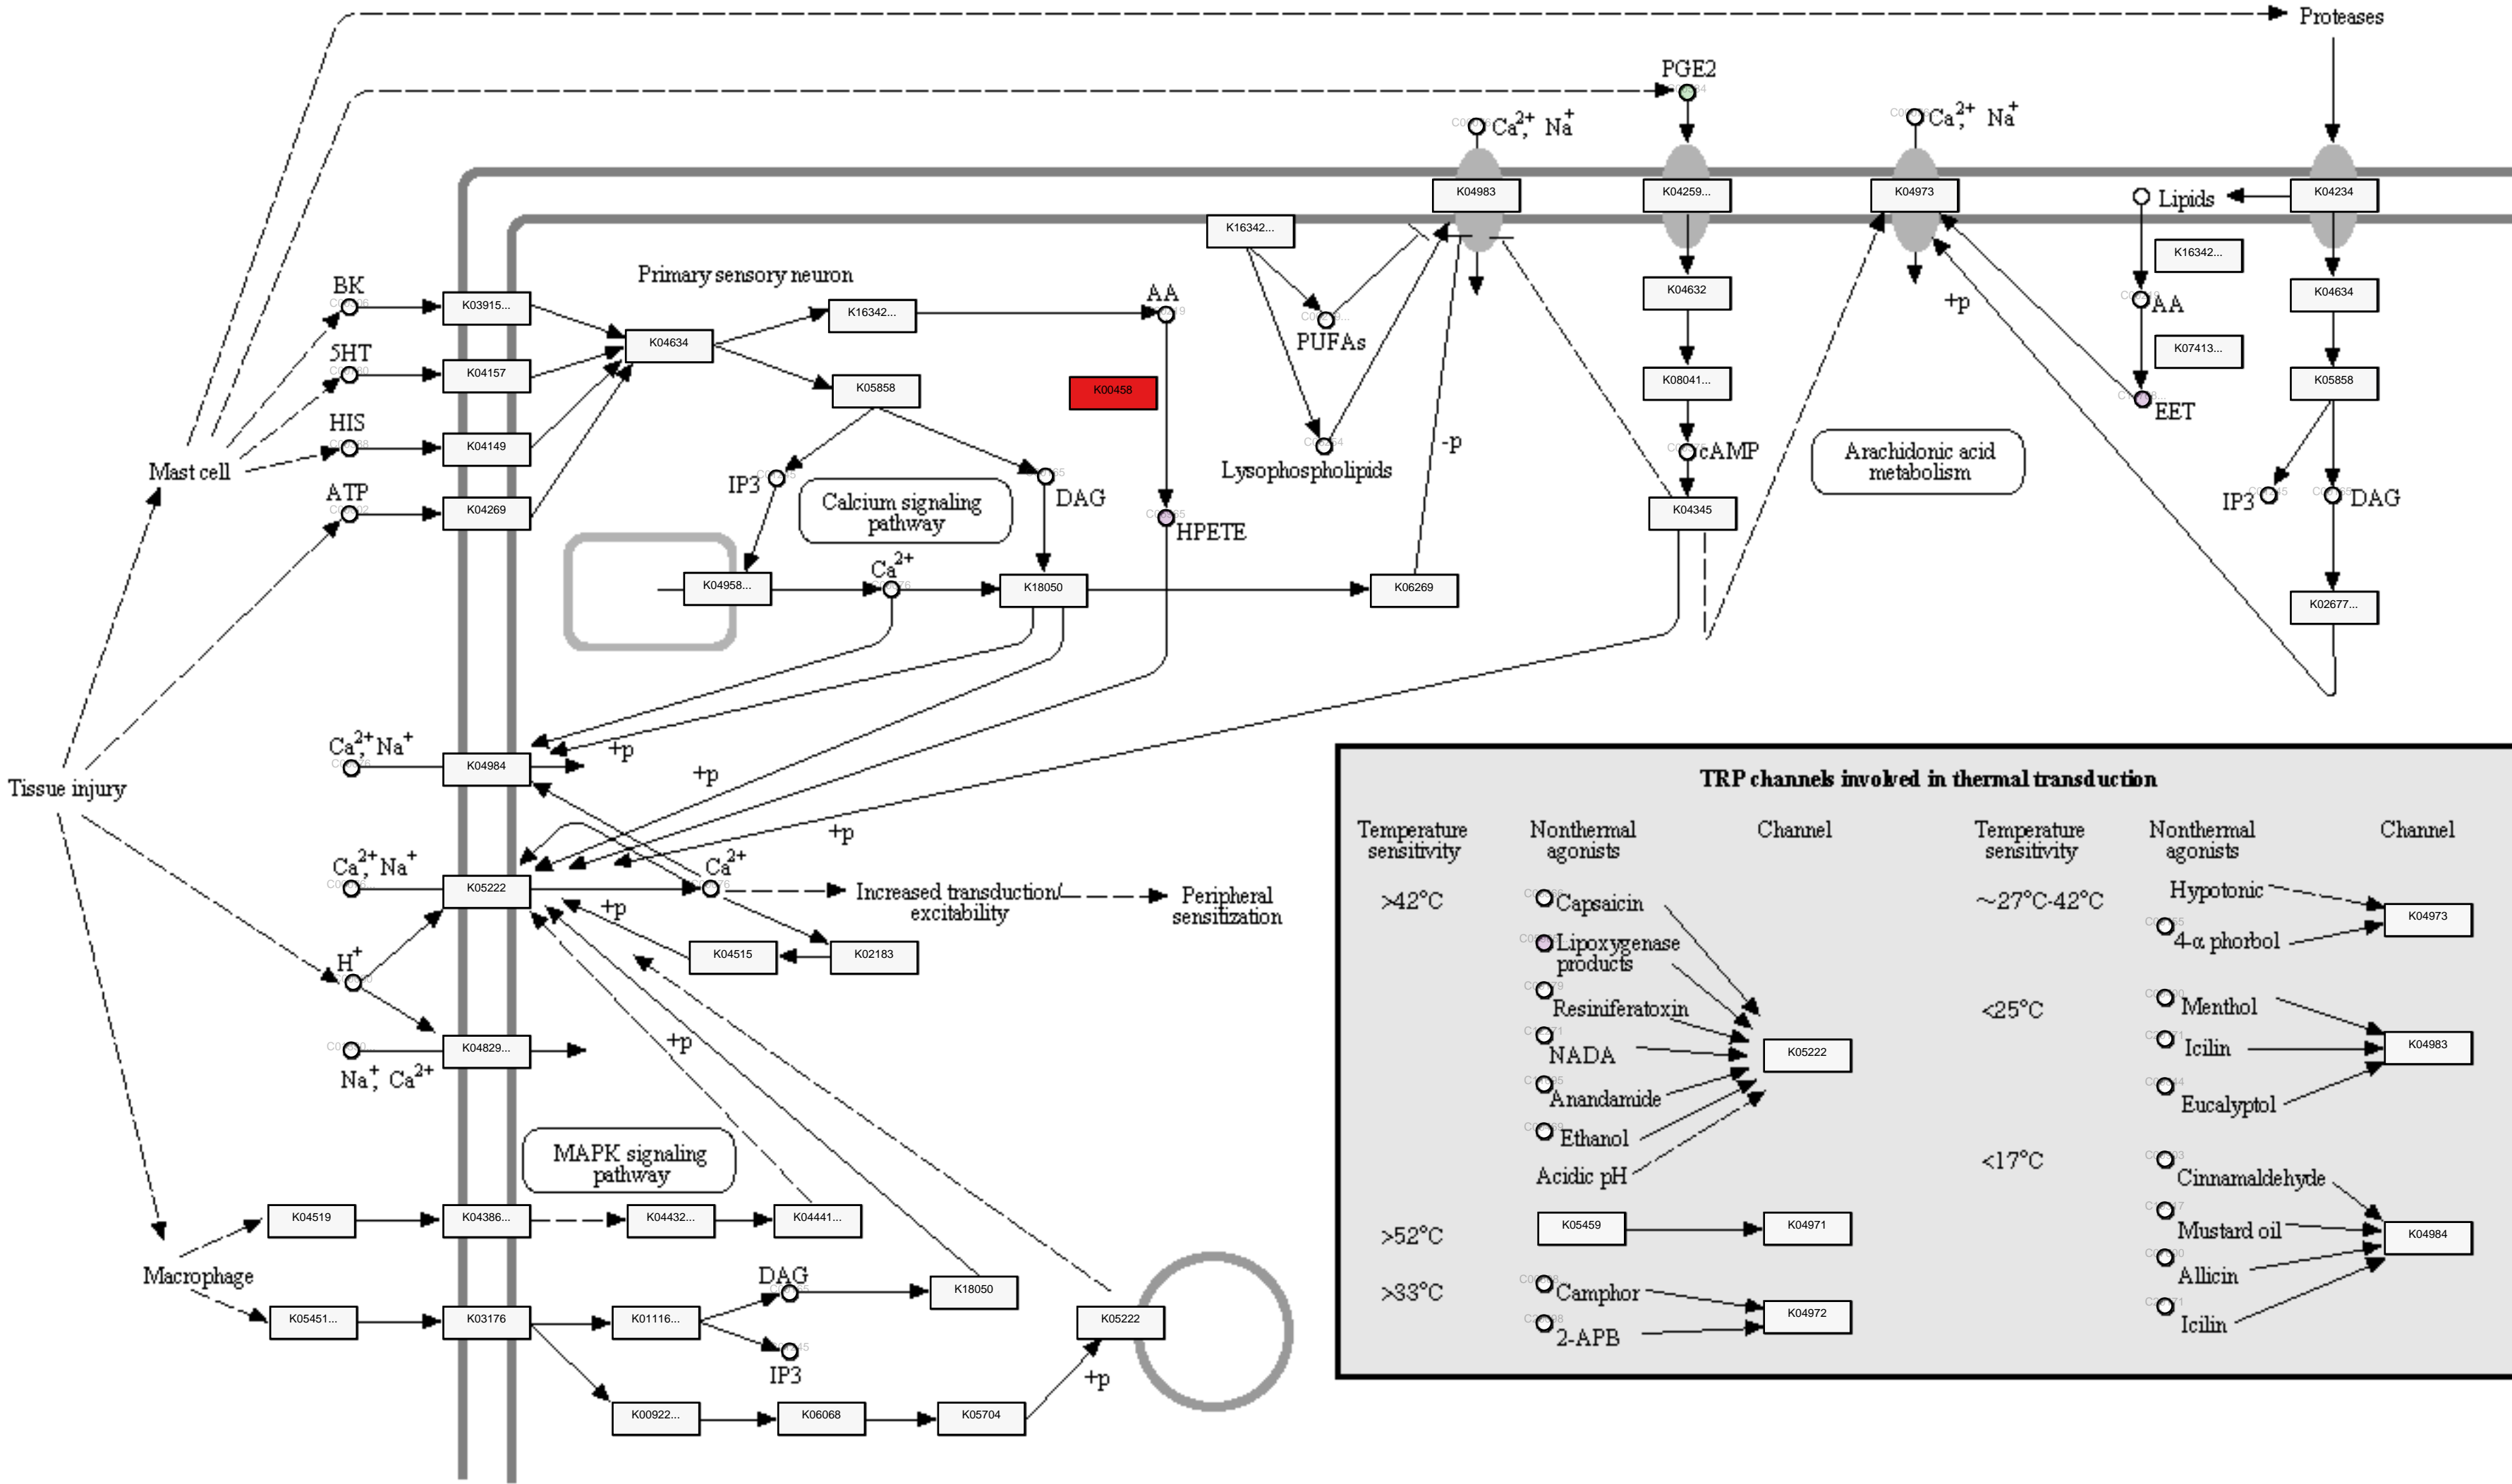 Proteases
PGE2
Ca2+, Na+
Ca2+, Na+
K04983
K04259...
K04973
Lipids
K04234
K16342...
K16342...
Primary sensory neuron
BK
K03915...
K16342...
AA
PUFAs
K04632
+p
AA
K04634
5HT
K04157
K04634
K07413...
K05858
K00458
K08041...
K05858
EET
HIS
K04149
Mast cell
IP3
DAG
Lysophospholipids
-p
cAMP
Arachidonic acid
metabolism
ATP
K04269
Calcium signaling
pathway
HPETE
K04345
IP3
DAG
K04958...
Ca2+
K18050
K06269
K02677...
Ca2+, Na+
K04984
+p
+p
Tissue injury
+p
Ca2+, Na+
K05222
Ca2+
Increased transduction/
excitability
Peripheral
sensitization
+p
K04515
K02183
H+
K04829...
Na+, Ca2+
+p
MAPK signaling
pathway
K04519
K04386...
K04432...
K04441...
Macrophage
DAG
K18050
K05451...
K03176
K01116...
K05222
IP3
+p
K00922...
K06068
K05704
TRP channels involved in thermal transduction
Temperature
sensitivity
Nonthermal
agonists
Channel
Temperature
sensitivity
Nonthermal
agonists
Channel
>42°C
Capsaicin
Lipoxygenase
products
Resiniferatoxin
NADA
K05222
Anandamide
Ethanol
Acidic pH
>52°C
K05459
K04971
>33°C
Camphor
K04972
2-APB
~27°C-42°C
Hypotonic
K04973
4-α phorbol
<25°C
Menthol
Icilin
K04983
Eucalyptol
<17°C
Cinnamaldehyde
Mustard oil
K04984
Allicin
Icilin